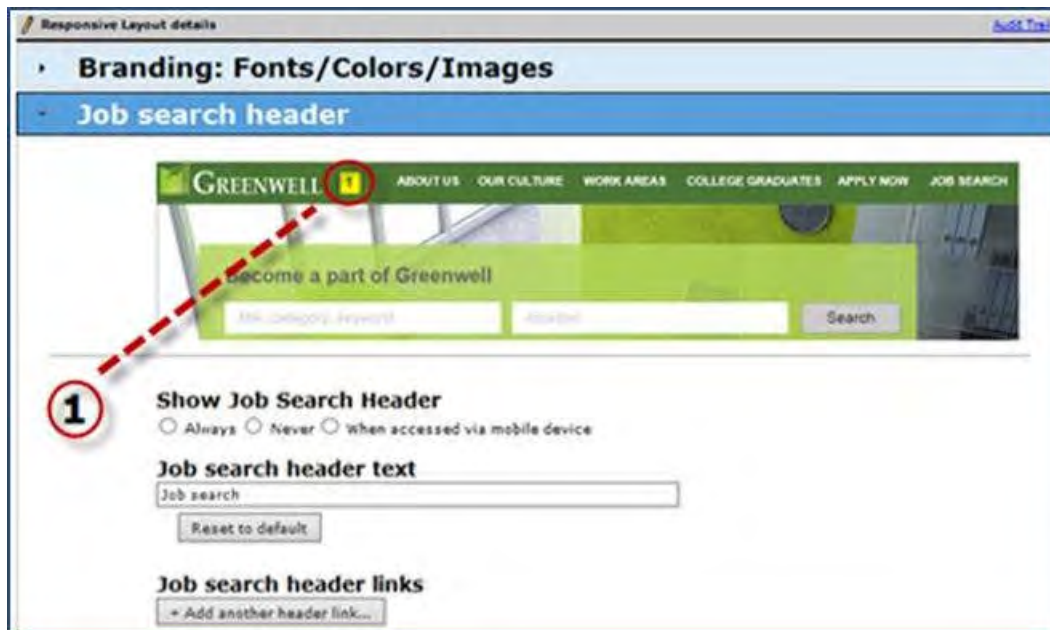 Responsive Layout details Audit Trail
Branding: Fonts/Colors/Images
Job search header
GREENWELL T ABOUT US OUR CULTURE WORK AREAS COLLEGE GRADUATES APPLY NOW JOB SEARCH
Become a part of Greenwell
Search
1
Show Job Search Header
Always Never When accessed via mobile device
Job search header text
Job search
Reset to default
Job search header links
+ Add another header link...